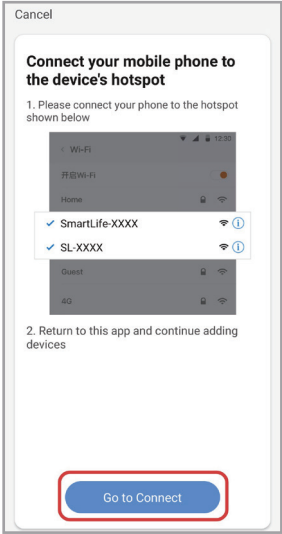 Cancel
Connect your mobile phone to
the device's hotspot
1. Please connect your phone to the hotspot
shown below
12:30
< Wi-Fi
开启Wi-Fi
Home
SmartLife-XXXX
SL-XXXX
Guest
4G
2. Return to this app and continue adding
devices
Go to Connect